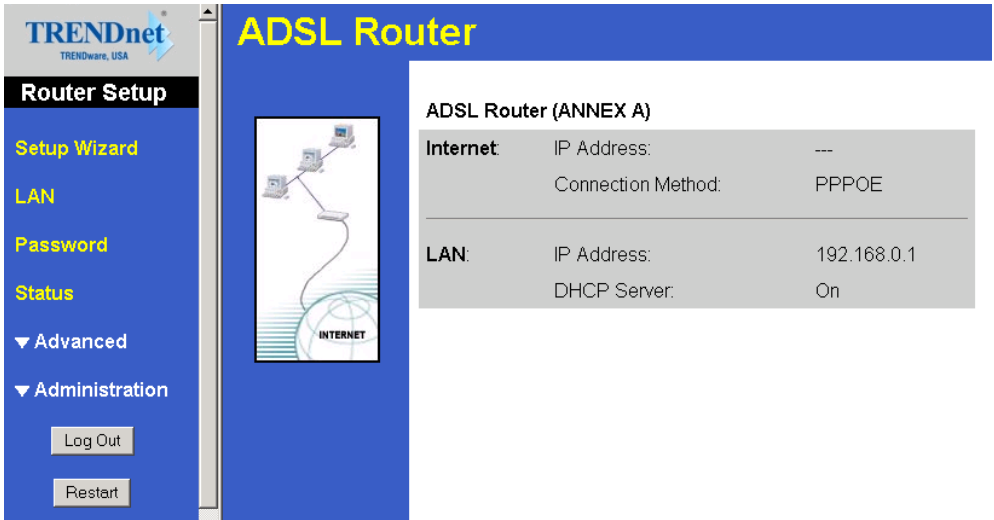 TRENDnet
TRENDware, USA
Router Setup
Setup Wizard
LAN
Password
Status
Advanced
Administration
Log Out
Restart
ADSL Router
INTERNET
ADSL Router (ANNEX A)
Internet: IP Address: ---
Connection Method: PPPOE
LAN: IP Address: 192.168.0.1
DHCP Server: On